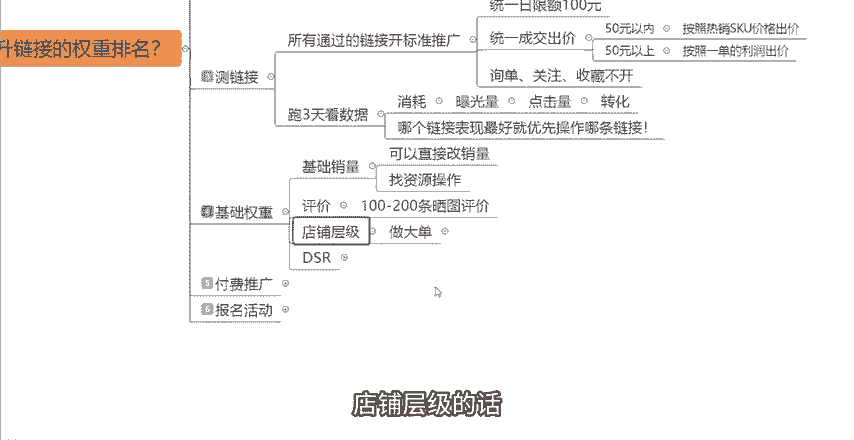 统一日限额100元
升链接的权重排名？
所有通过的链接开标准推广
统一成交出价
50元以内 按照热销SKU价格出价
50元以上 按照一单的利润出价
询单、关注、收藏不开
测链接
跑3天看数据
消耗 曝光量 点击量 转化
哪个链接表现最好就优先操作哪条链接！
基础权重
基础销量
可以直接改销量
找资源操作
评价 100-200条晒图评价
店铺层级 做大单
DSR
5 付费推广
6 报名活动
店铺层级的话